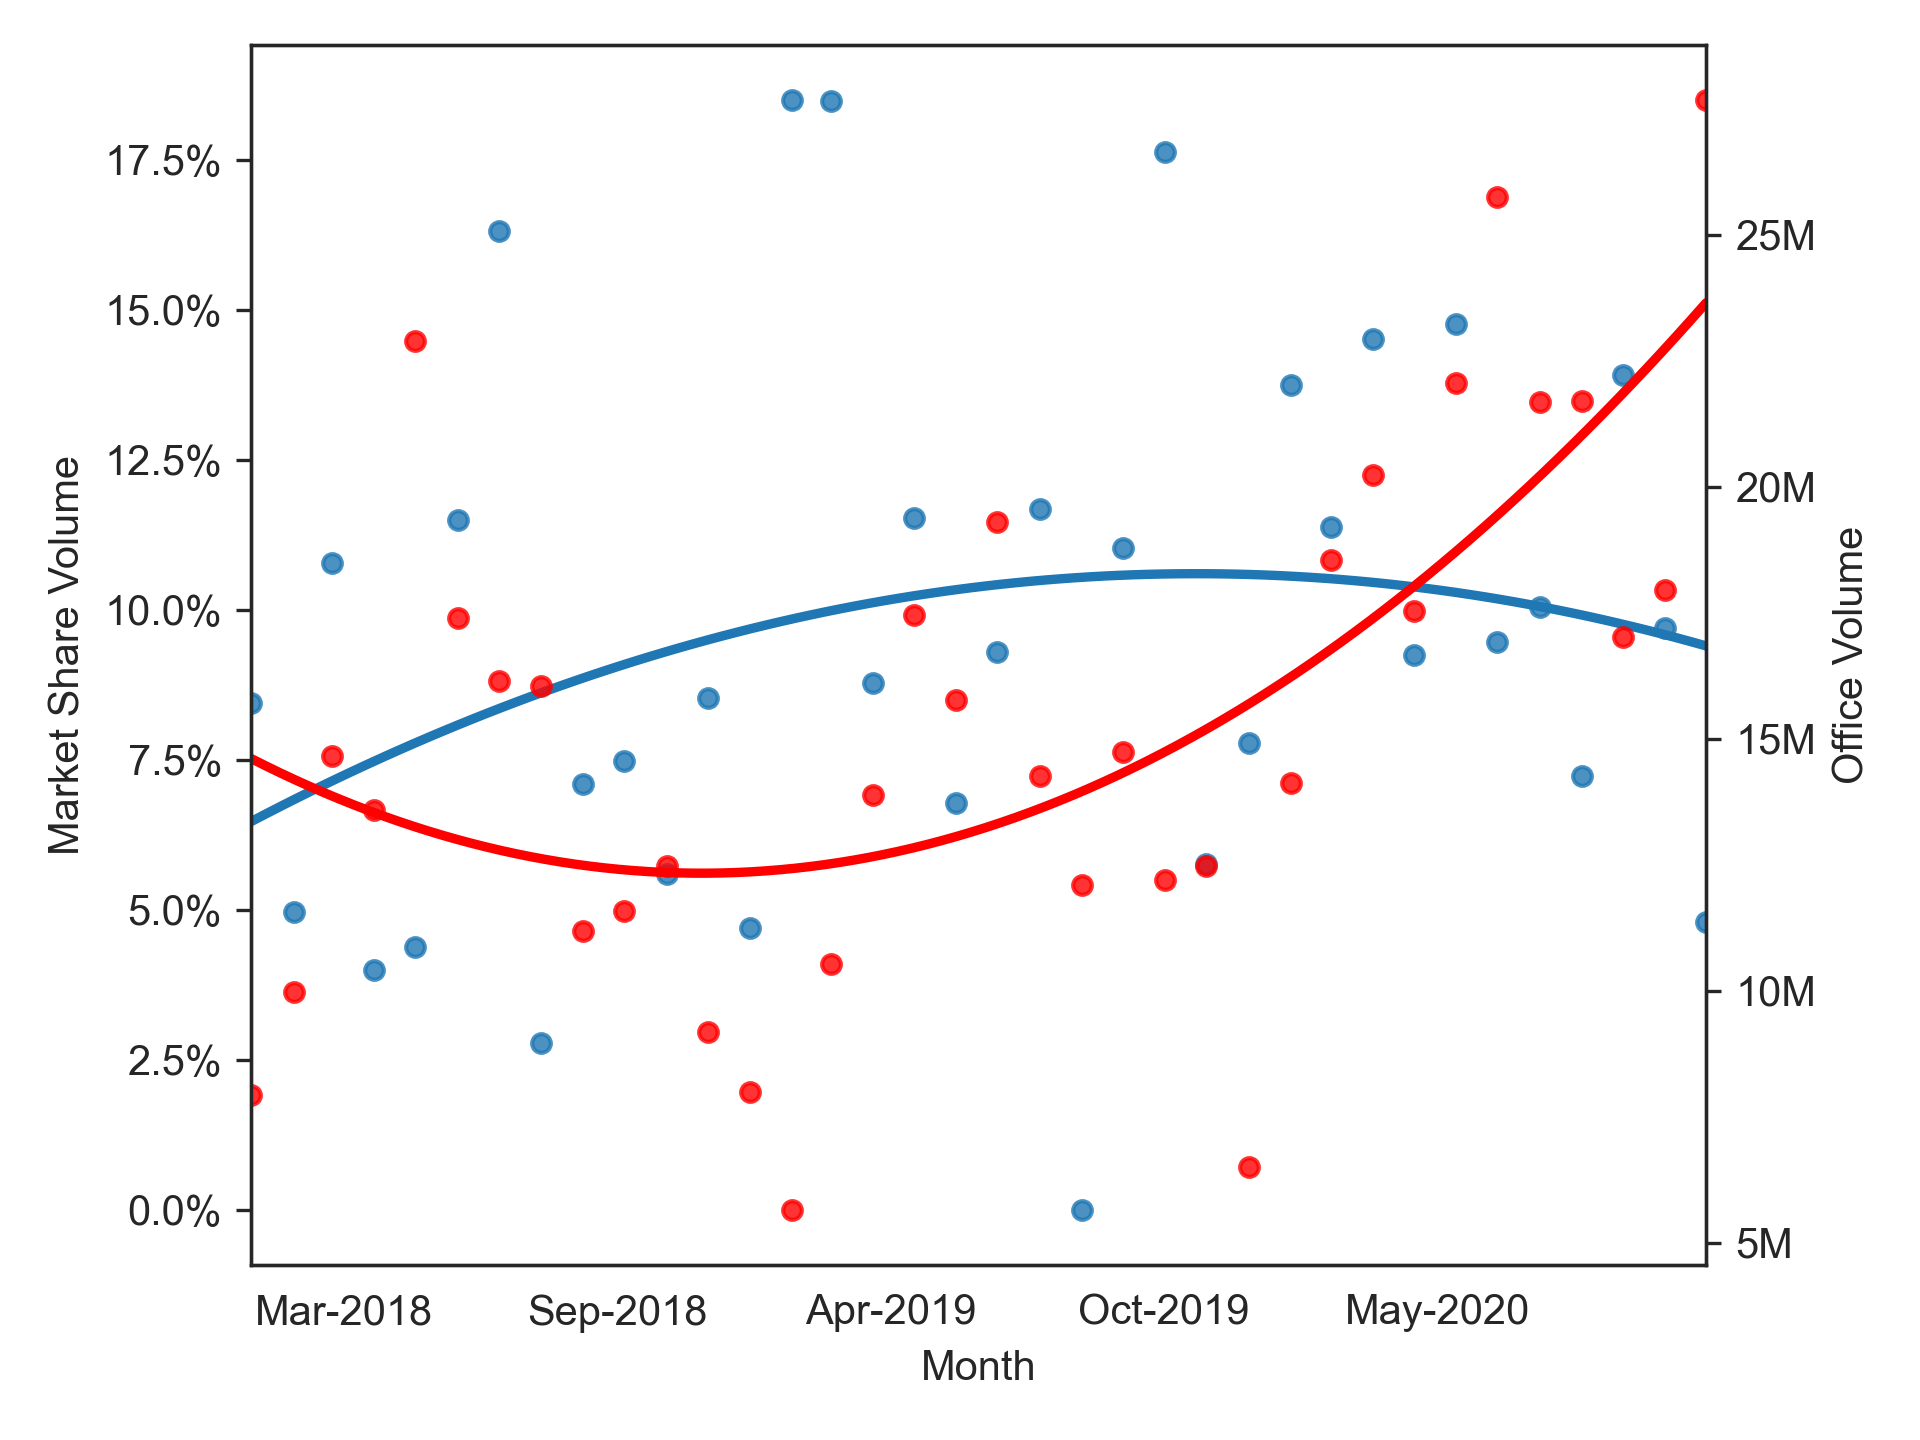 Market Share Volume
17.5%
15.0%
12.5%
10.0%
7.5%
5.0%
2.5%
0.0%
25M
20M
15M
10M
5M
Office Volume
Mar-2018
Sep-2018
Apr-2019
Oct-2019
May-2020
Month